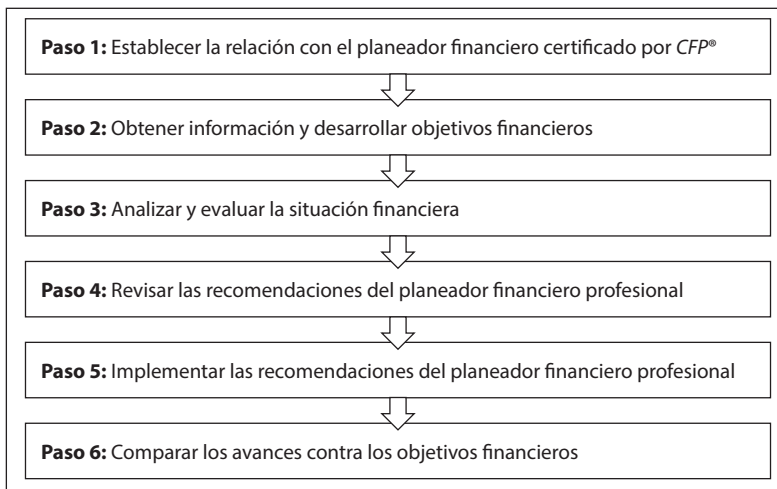 Paso 1: Establecer la relación con el planeador financiero certificado por CFP®
Paso 2: Obtener información y desarrollar objetivos financieros
Paso 3: Analizar y evaluar la situación financiera
Paso 4: Revisar las recomendaciones del planeador financiero profesional
Paso 5: Implementar las recomendaciones del planeador financiero profesional
Paso 6: Comparar los avances contra los objetivos financieros